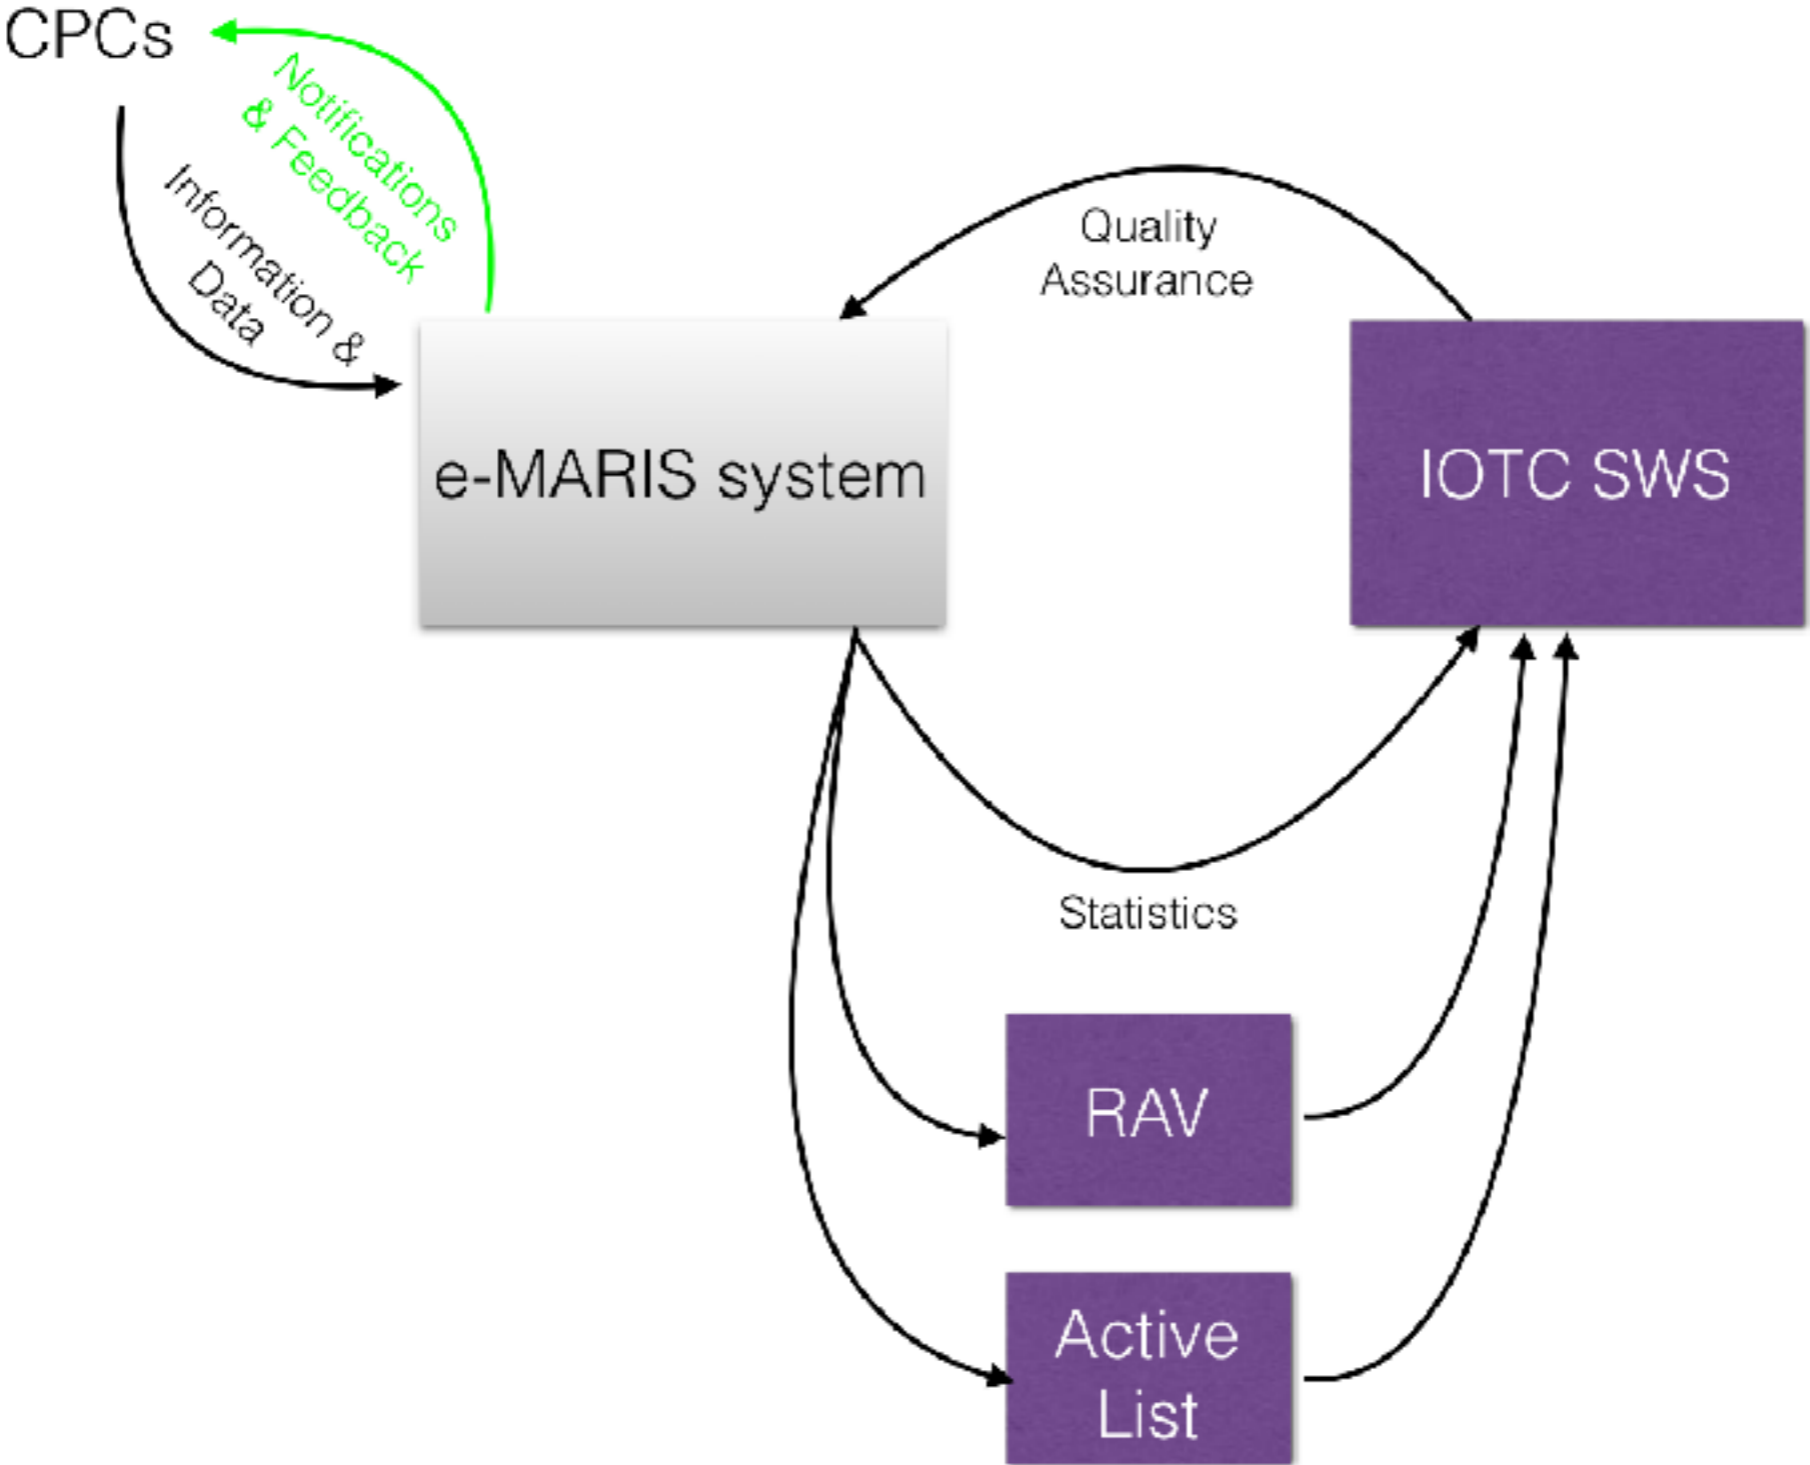 CPCs
Notifications
& Feedback
Information &
Data
Quality
Assurance
e-MARIS system
IOTC SWS
Statistics
RAV
Active
List